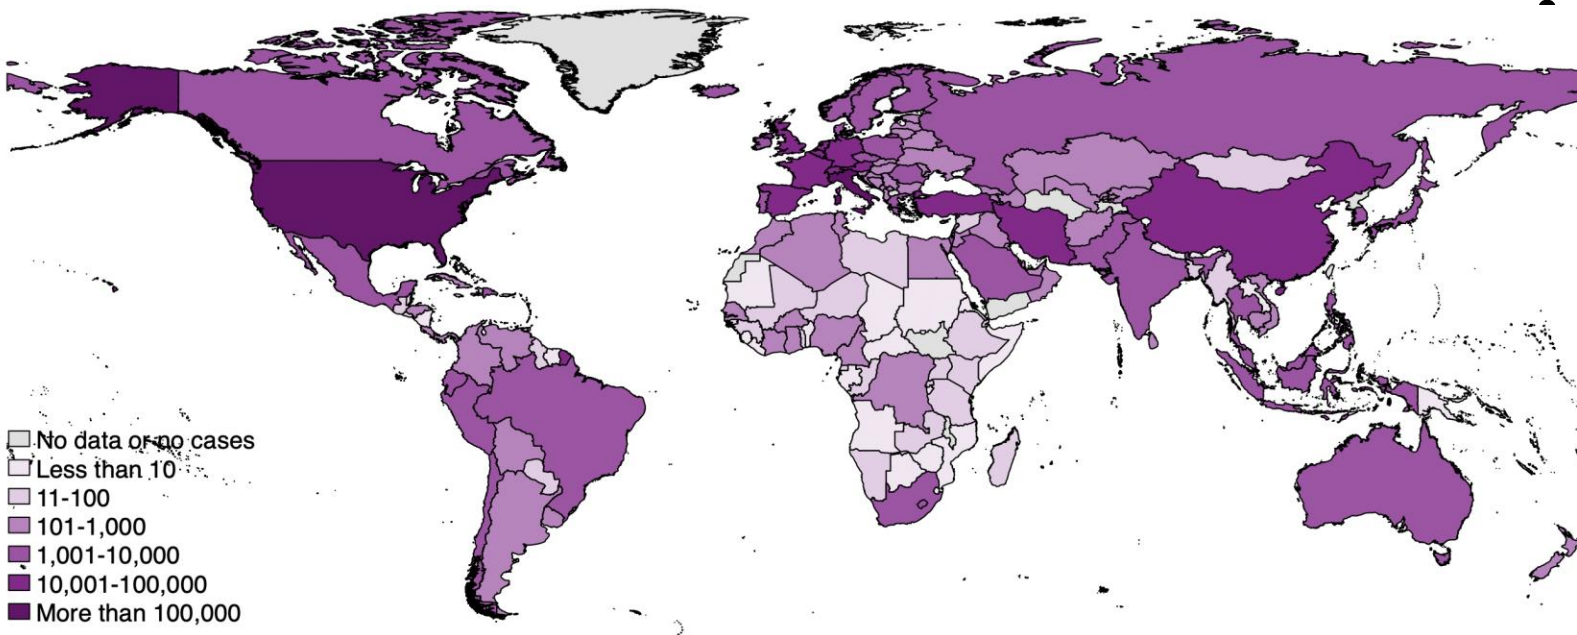 No data or no cases
Less than 10
11-100
101-1,000
1,001-10,000
10,001-100,000
More than 100,000